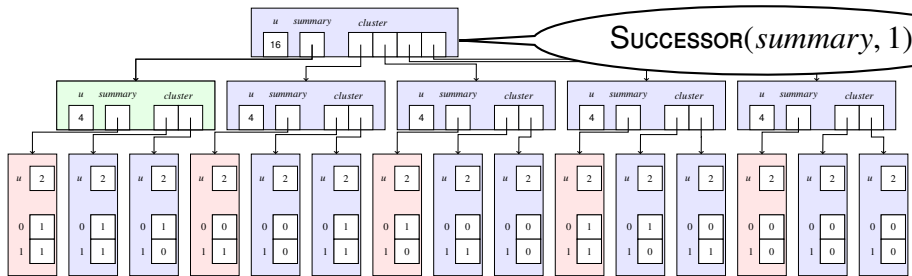 u summary cluster
16
SUCCESSOR(summary, 1)
u summary cluster u summary cluster u summary cluster u summary cluster u summary
4 4 4 4 4
u 2 2 2 u 2 2 2 u 2 2 2 u 2 2 2 u 2 2 2
0 1 0 1 0 1 0 1 0 0 0 1 0 1 0 0 0 1 0 1 0 0 0 1 0 0 0 0
1 1 1 0 1 1 1 1 1 0 1 1 1 0 1 0 1 0 1 1 1 0 1 0 1 0 1 0 1 0